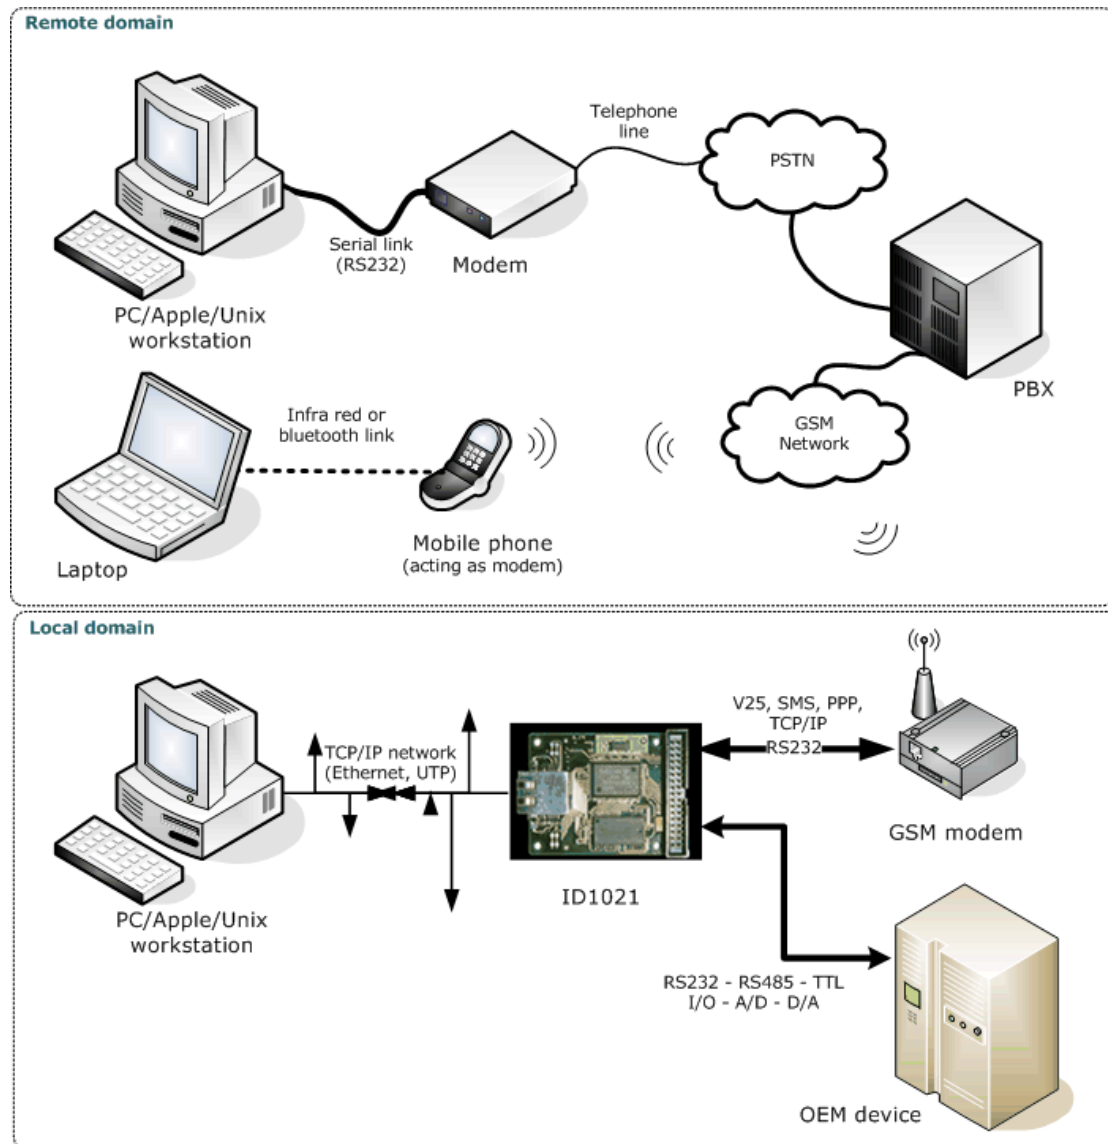 Remote domain
Telephone
line
PSTN
Serial link
(RS232)
Modem
PC/Apple/Unix
workstation
PBX
Infra red or
bluetooth link
GSM
Network
Mobile phone
(acting as modem)
Laptop
Local domain
V25, SMS, PPP,
TCP/IP
RS232
TCP/IP network
(Ethernet, UTP)
GSM modem
ID1021
PC/Apple/Unix
workstation
RS232 - RS485 - TTL
I/O - A/D - D/A
OEM device